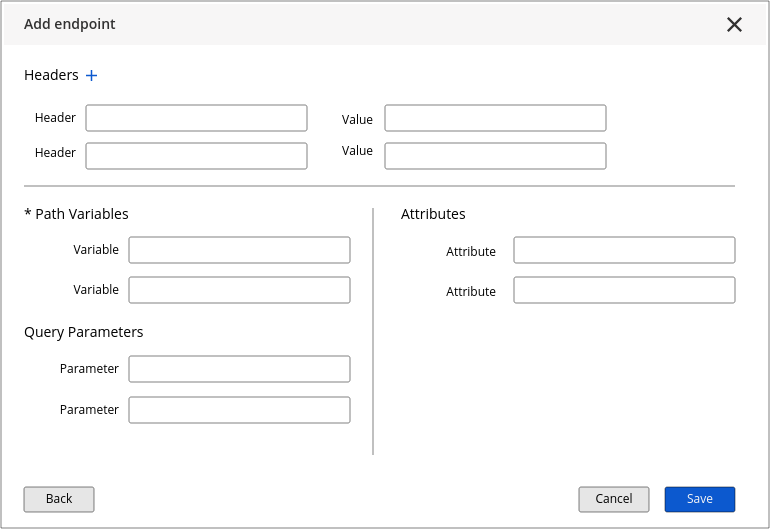 Add endpoint
Headers +
Header Value
Header Value
* Path Variables
Variable
Variable
Query Parameters
Parameter
Parameter
Attributes
Attribute
Attribute
Back Cancel Save